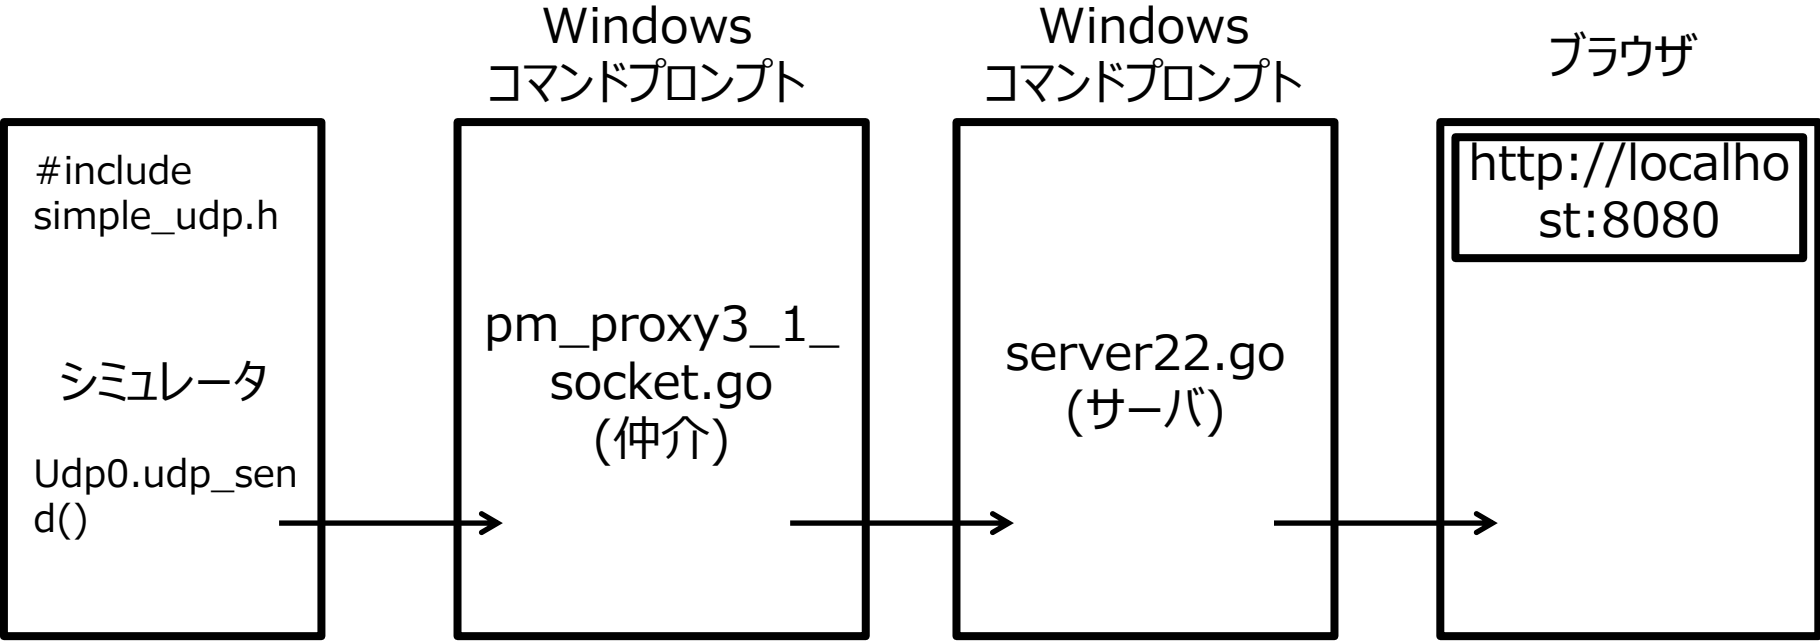 Windows
コマンドプロンプト
Windows
コマンドプロンプト
ブラウザ
#include
simple_udp.h
シミュレータ
Udp0.udp_sen
d()
pm_proxy3_1_
socket.go
(仲介)
server22.go
(サーバ)
http://localho
st:8080